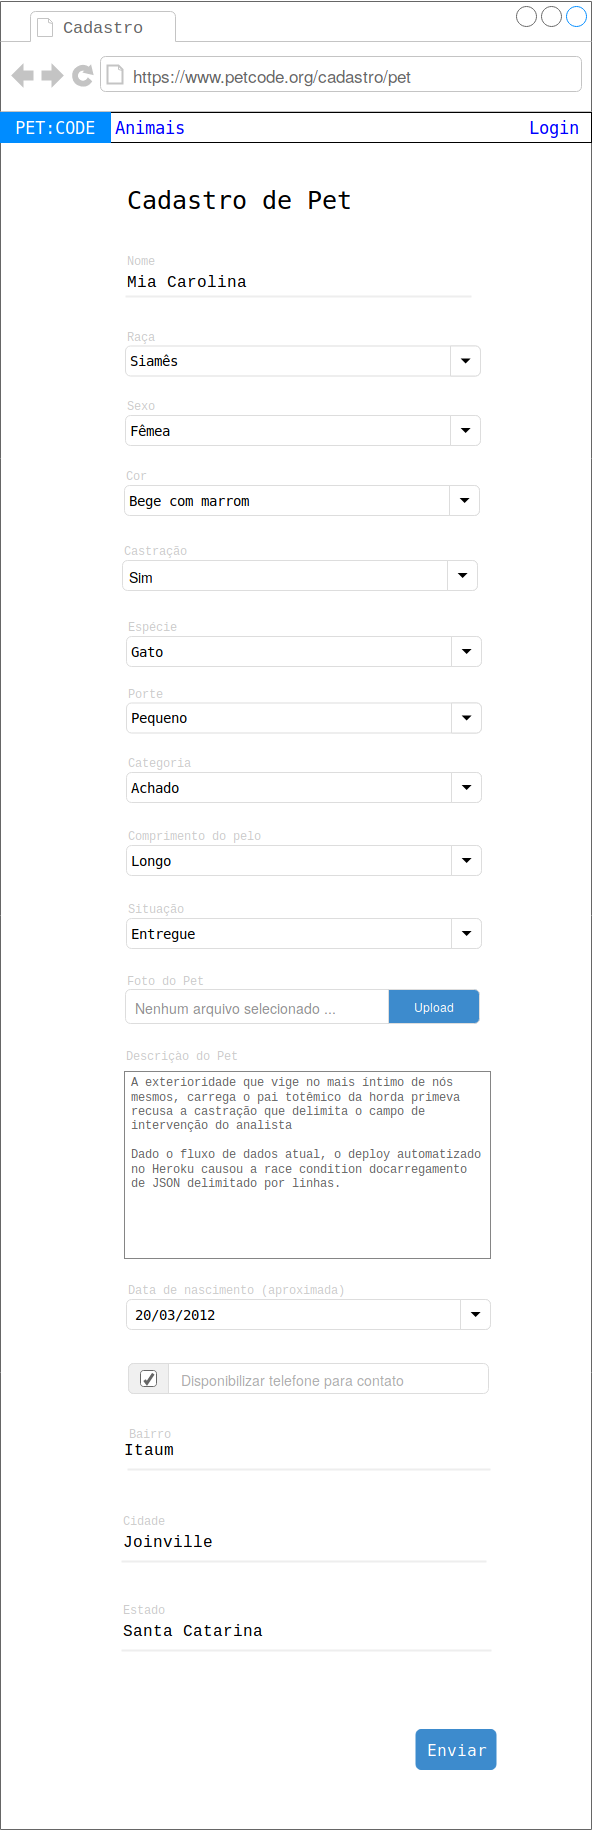 Cadastro
https://www.petcode.org/cadastro/pet
PET:CODE Animais Login
Cadastro de Pet
Nome
Mia Carolina
Raça
Siamês
Sexo
Fêmea
Cor
Bege com marrom
Castração
Sim
Espécie
Gato
Porte
Pequeno
Categoria
Achado
Comprimento do pelo
Longo
Situação
Entregue
Foto do Pet
Nenhum arquivo selecionado ... Upload
Descrição do Pet
A exterioridade que vige no mais íntimo de nós
mesmos, carrega o pai totêmico da horda primeva
recusa a castração que delimita o campo de
intervenção do analista
Dado o fluxo de dados atual, o deploy automatizado
no Heroku causou a race condition docarregamento
de JSON delimitado por linhas.
Data de nascimento (aproximada)
20/03/2012
Disponibilizar telefone para contato
Bairro
Itaum
Cidade
Joinville
Estado
Santa Catarina
Enviar